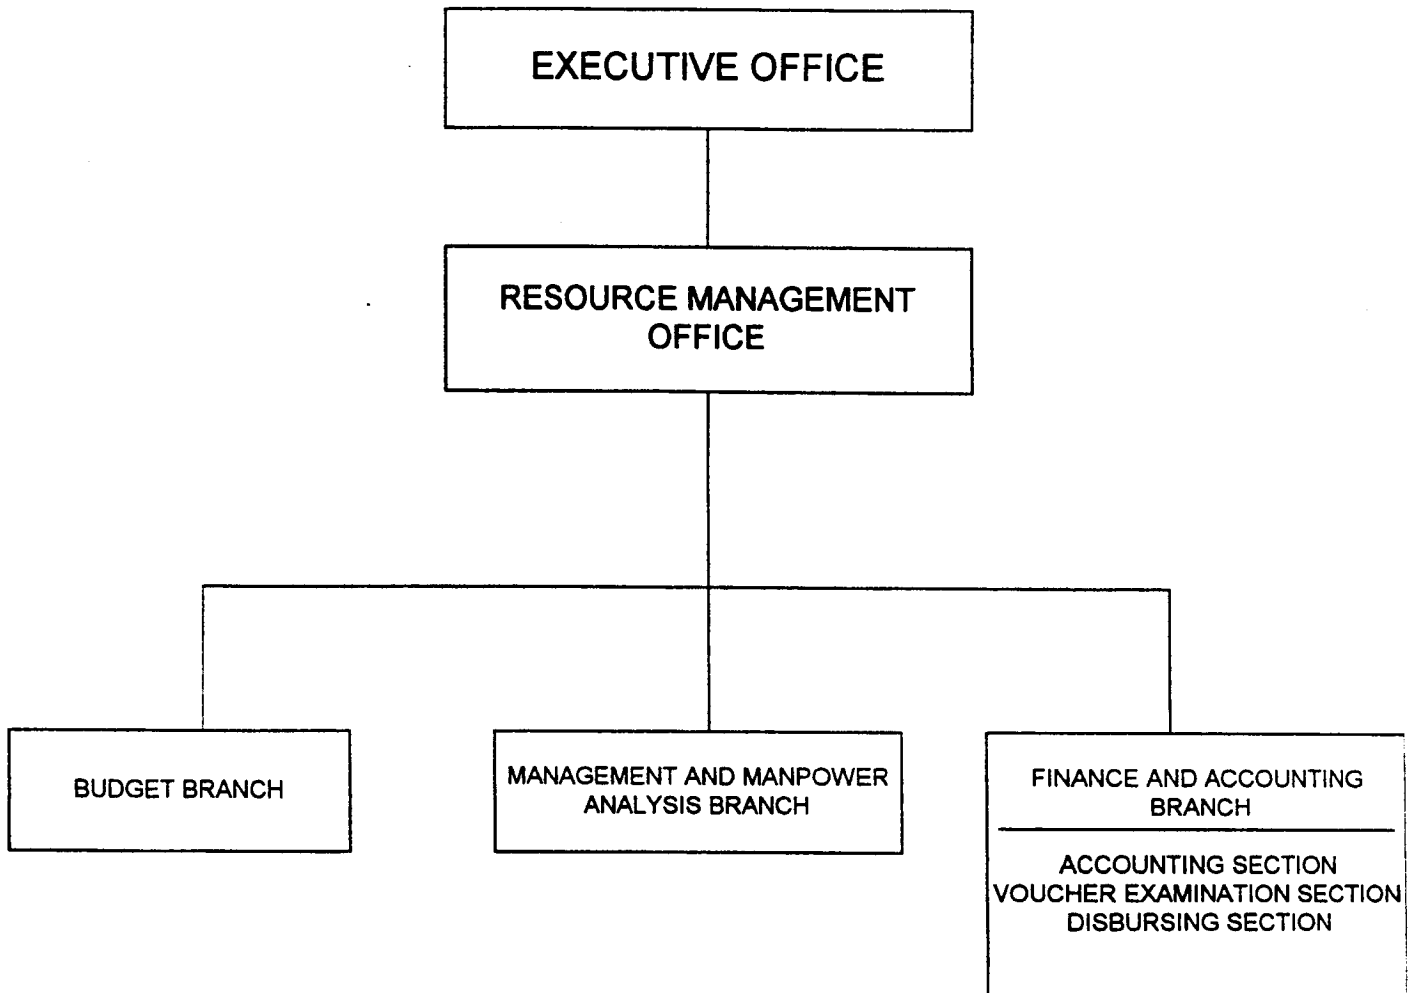 EXECUTIVE OFFICE
RESOURCE MANAGEMENT
OFFICE
BUDGET BRANCH
MANAGEMENT AND MANPOWER
ANALYSIS BRANCH
FINANCE AND ACCOUNTING
BRANCH
ACCOUNTING SECTION
VOUCHER EXAMINATION SECTION
DISBURSING SECTION